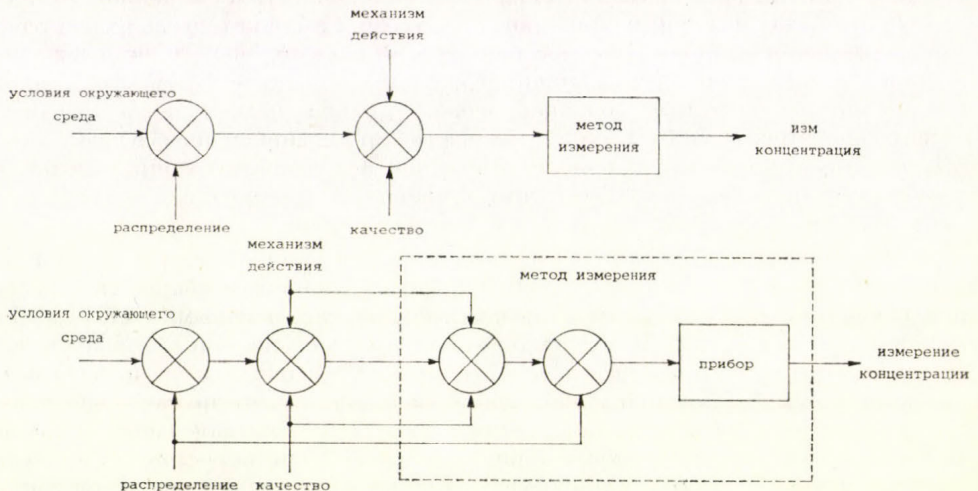 механизм
действия
условия окружающего
среда
метод
измерения
изм
концентрация
распределение
качество
механизм
действия
метод измерения
условия окружающего
среда
прибор
измерение
концентрации
распределение качество